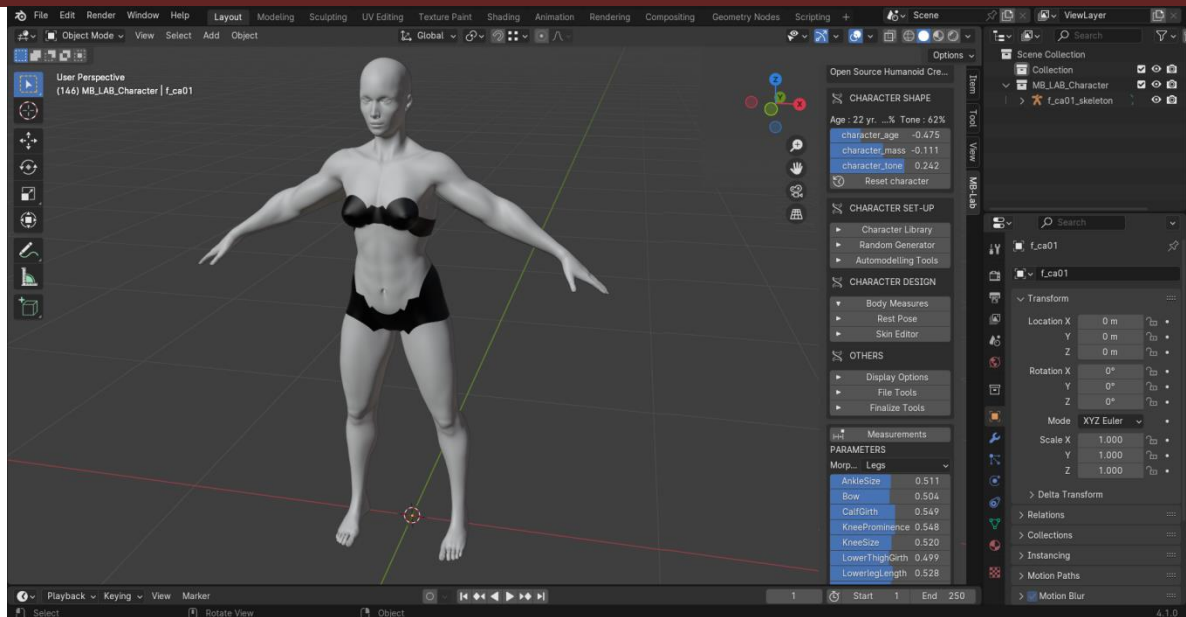 File Edit Render Window Help Layout Modeling Sculpting UV Editing Texture Paint Shading Animation Rendering Compositing Geometry Nodes Scripting + Scene ViewLayer
Object Mode View Select Add Object Global Search
Options
User Perspective
(146) MB_LAB_Character | f_ca01
Z
Y
X
Open Source Humanoid Cre...
CHARACTER SHAPE
Age : 22 yr. ...% Tone : 62%
character_age -0.475
character_mass -0.111
character_tone 0.242
Reset character
CHARACTER SET-UP
Character Library
Random Generator
Automodelling Tools
CHARACTER DESIGN
Body Measures
Rest Pose
Skin Editor
OTHERS
Display Options
File Tools
Finalize Tools
Measurements
PARAMETERS
Morp... Legs
AnkleSize 0.511
Bow 0.504
CalfGirth 0.549
KneeProminence 0.548
KneeSize 0.520
LowerThighGirth 0.499
LowerlegLength 0.528
Item
Tool
View
MB-Lab
Scene Collection
Collection
MB_LAB_Character
f_ca01_skeleton
Search
f_ca01
f_ca01
Transform
Location X 0 m
Y 0 m
Z 0 m
Rotation X 0°
Y 0°
Z 0°
Mode XYZ Euler
Scale X 1.000
Y 1.000
Z 1.000
Delta Transform
Relations
Collections
Instancing
Motion Paths
Motion Blur
Playback Keying View Marker 1 Start 1 End 250
Select Rotate View Object 4.1.0